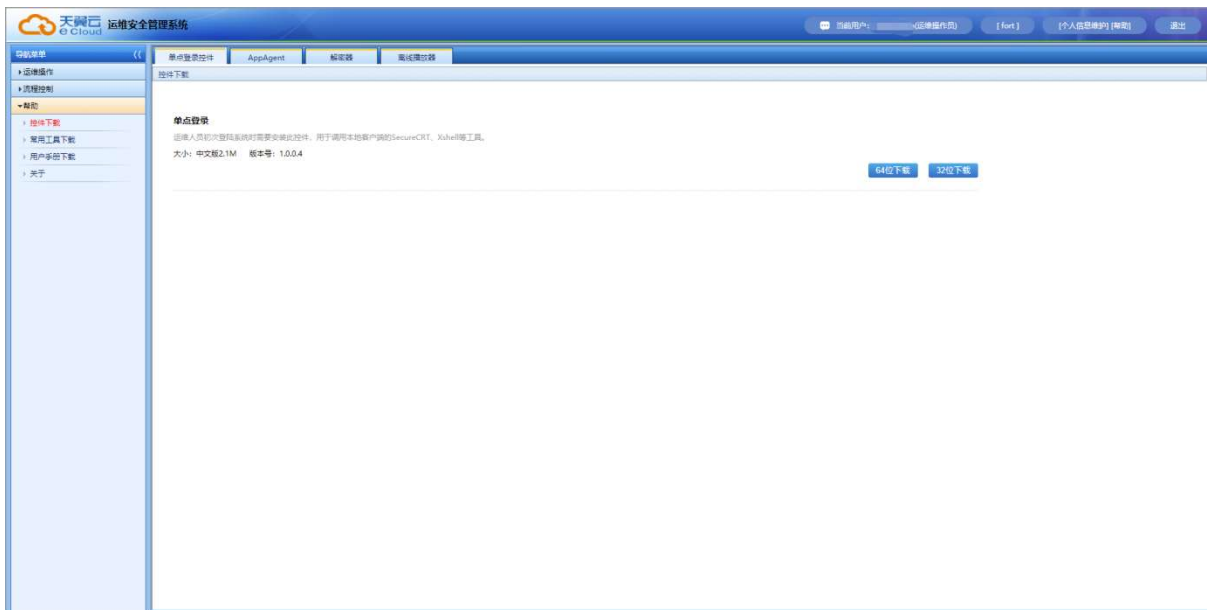 天翼云 运维安全管理系统
e Cloud
当前用户: (运维操作员) [ fort ] [个人信息维护] [帮助] 退出
导航菜单
单点登录控件 AppAgent 解密器 离线播放器
运维操作
控件下载
流程控制
帮助
控件下载
常用工具下载
用户手册下载
关于
单点登录
运维人员初次登陆系统时需要安装此控件，用于调用本地客户端的SecureCRT、Xshell等工具。
大小: 中文版2.1M 版本号: 1.0.0.4
64位下载 32位下载